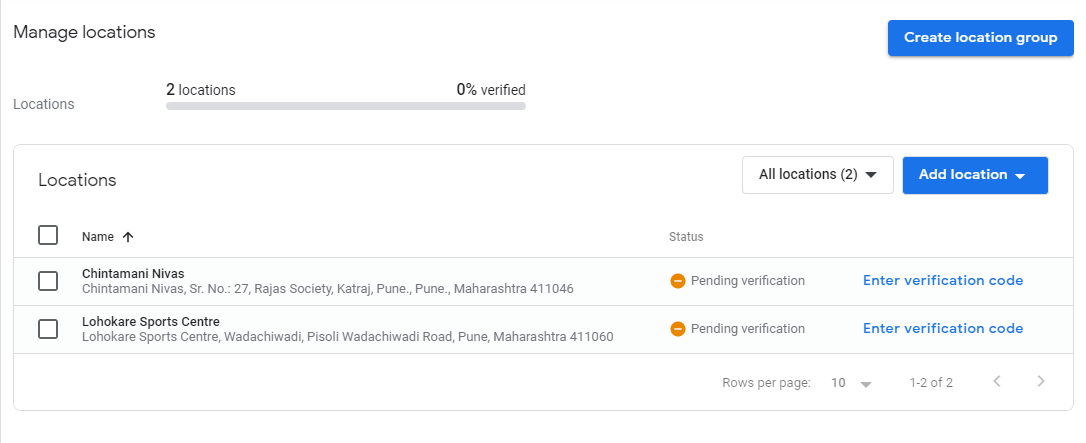 Manage locations
Create location group
Locations
2 locations
0% verified
Locations
All locations (2)
Add location
Name
Status
Chintamani Nivas
Chintamani Nivas, Sr. No.: 27, Rajas Society, Katraj, Pune., Pune., Maharashtra 411046
Pending verification
Enter verification code
Lohokare Sports Centre
Lohokare Sports Centre, Wadachiwadi, Pisoli Wadachiwadi Road, Pune, Maharashtra 411060
Pending verification
Enter verification code
Rows per page:
10
1-2 of 2